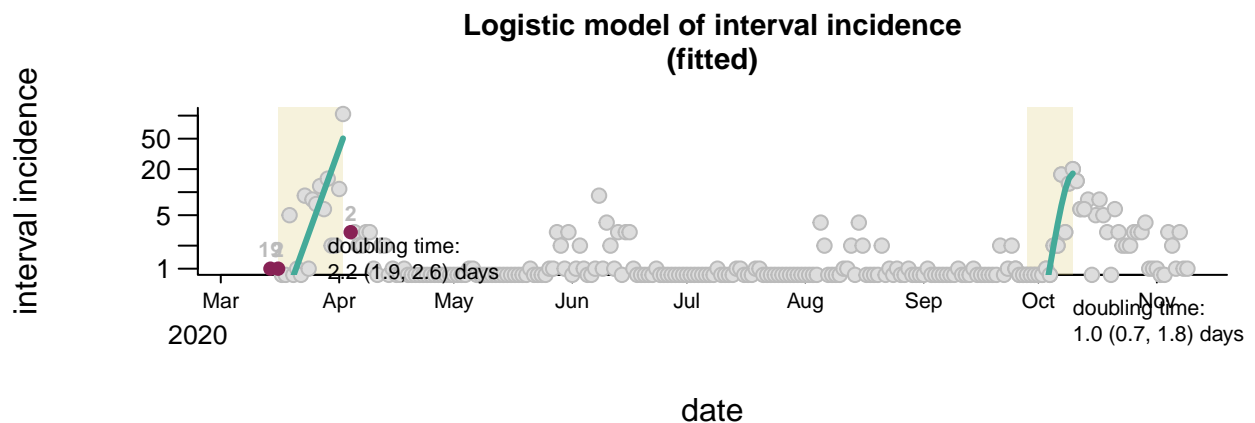 Logistic model of interval incidence
(fitted)
interval incidence
50
20
5
1
19
2
2
doubling time:
2.2 (1.9, 2.6) days
Mar
Apr
May
Jun
Jul
Aug
Sep
Oct
Nov
2020
doubling time:
1.0 (0.7, 1.8) days
date